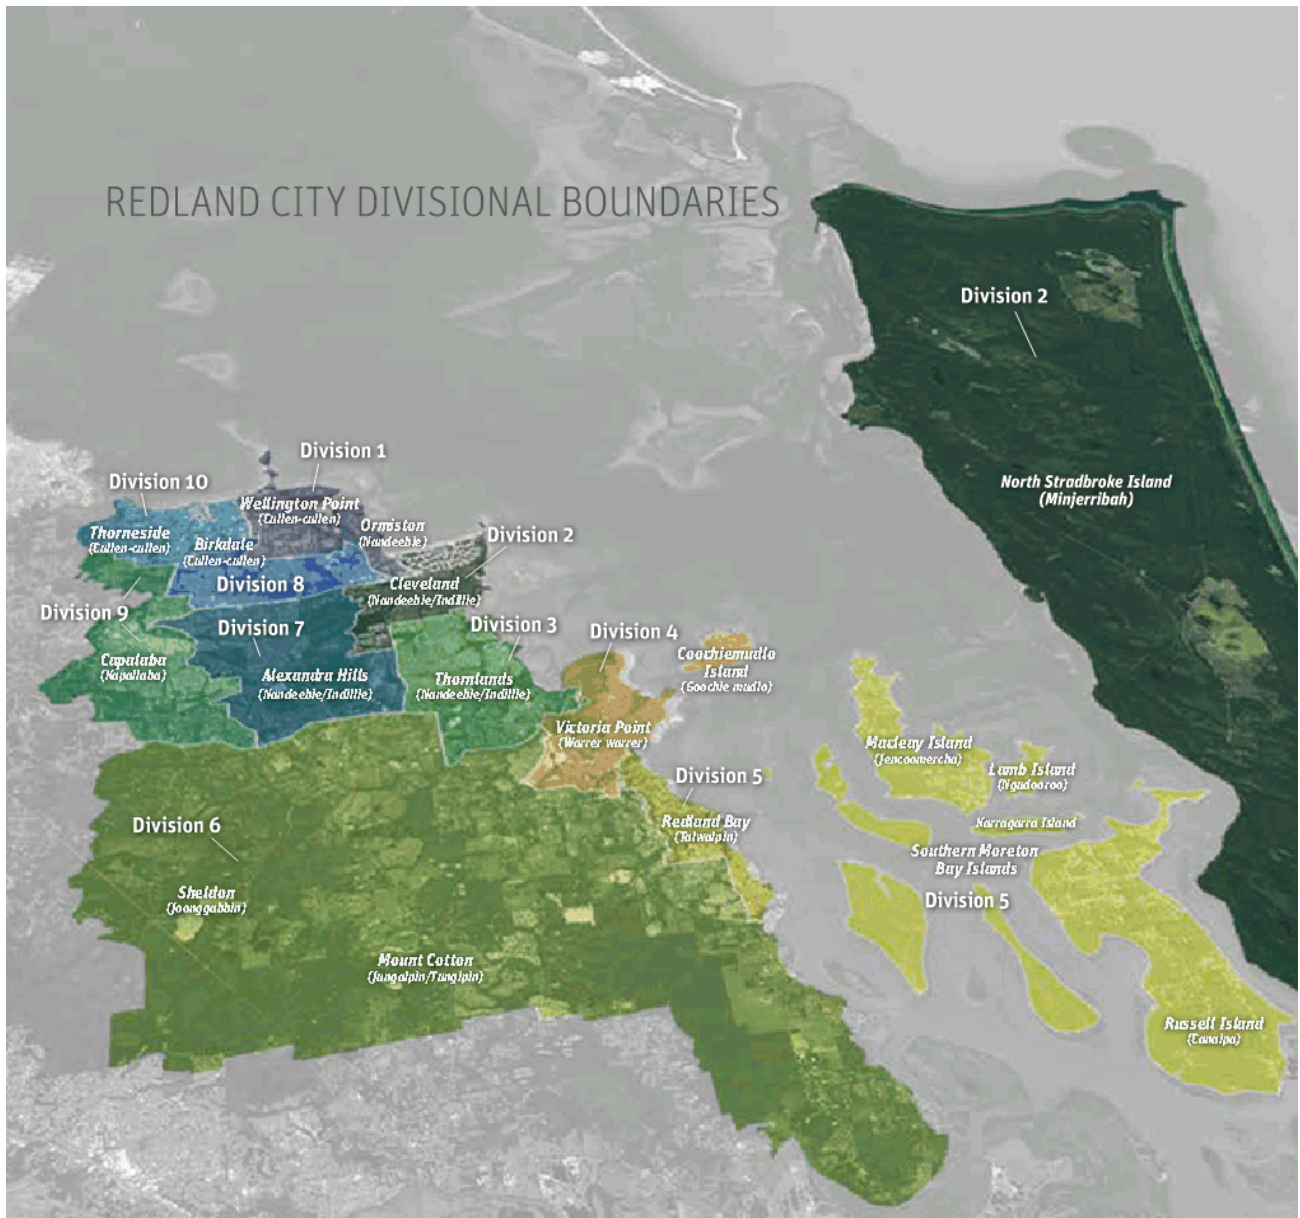 REDLAND CITY DIVISIONAL BOUNDARIES
Division 2
North Stradbroke Island
(Minjerribah)
Division 1
Division 10
Wellington Point
(Cullen-cullen)
Ormiston
(Nandeebie)
Thorneside
(Cullen-cullen)
Birkdale
(Cullen-cullen)
Division 2
Division 8
Cleveland
(Nandeebie/Indillie)
Division 9
Division 7
Division 3
Division 4
Capalaba
(Kapallaba)
Alexandra Hills
(Nandeebie/Indillie)
Thornlands
(Nandeebie/Indillie)
Coochiemudlo
Island
(Goochie mudlo)
Victoria Point
(Warrer warrer)
Macleay Island
(Jencoomercha)
Lamb Island
(Ngudooroo)
Division 5
Redland Bay
(Talwalpin)
Karragarra Island
Division 6
Southern Moreton
Bay Islands
Division 5
Sheldon
(Joonggabbin)
Mount Cotton
(Jungalpin/Tungipin)
Russell Island
(Canaipa)